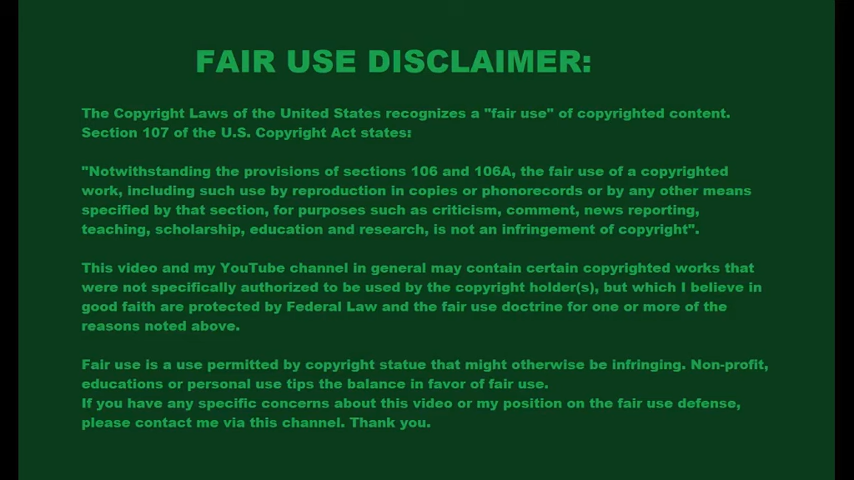 FAIR USE DISCLAIMER:
The Copyright Laws of the United States recognizes a "fair use" of copyrighted content.
Section 107 of the U.S. Copyright Act states:
"Notwithstanding the provisions of sections 106 and 106A, the fair use of a copyrighted
work, including such use by reproduction in copies or phonorecords or by any other means
specified by that section, for purposes such as criticism, comment, news reporting,
teaching, scholarship, education and research, is not an infringement of copyright".
This video and my YouTube channel in general may contain certain copyrighted works that
were not specifically authorized to be used by the copyright holder(s), but which I believe in
good faith are protected by Federal Law and the fair use doctrine for one or more of the
reasons noted above.
Fair use is a use permitted by copyright statue that might otherwise be infringing. Non-profit,
educations or personal use tips the balance in favor of fair use.
If you have any specific concerns about this video or my position on the fair use defense,
please contact me via this channel. Thank you.